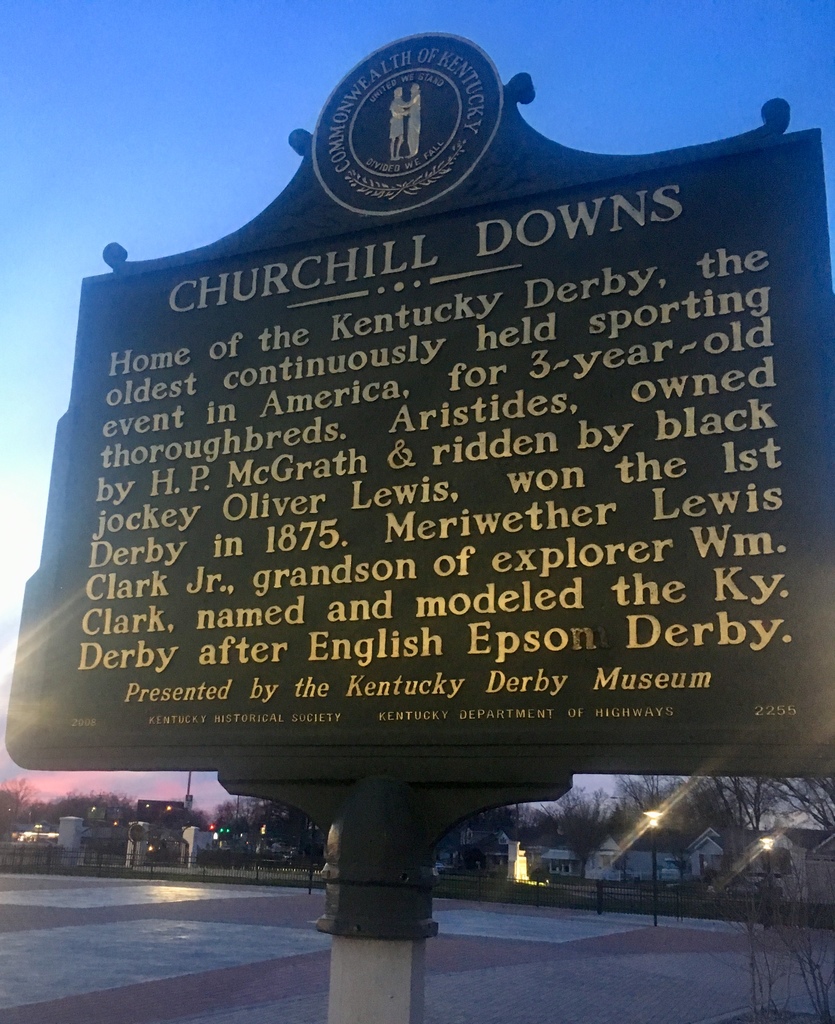 COMMONWEALTH OF KENTUCKY
UNITED WE STAND
DIVIDED WE FALL
CHURCHILL DOWNS
Home of the Kentucky Derby, the
oldest continuously held sporting
event in America, for 3-year-old
thoroughbreds. Aristides, owned
by H. P. McGrath & ridden by black
jockey Oliver Lewis, won the 1st
Derby in 1875. Meriwether Lewis
Clark Jr., grandson of explorer Wm.
Clark, named and modeled the Ky.
Derby after English Epsom Derby.
Presented by the Kentucky Derby Museum
2008 KENTUCKY HISTORICAL SOCIETY KENTUCKY DEPARTMENT OF HIGHWAYS 2255